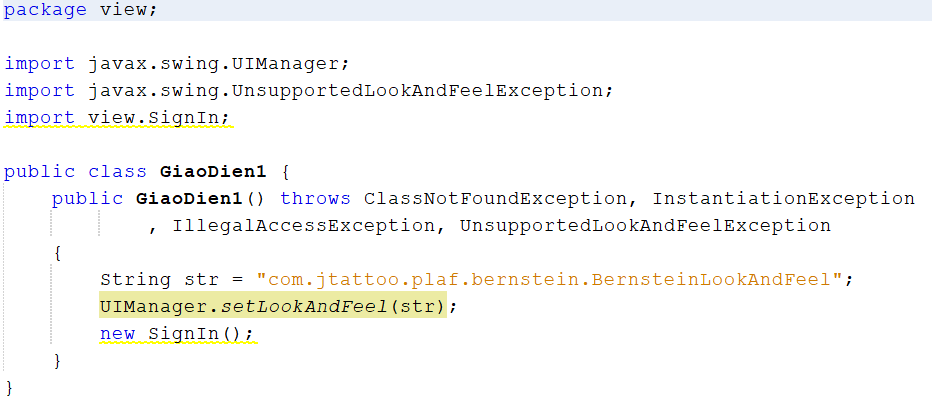 package view;
import javax.swing.UIManager;
import javax.swing.UnsupportedLookAndFeelException;
import view.SignIn;
public class GiaoDien1 {
public GiaoDien1() throws ClassNotFoundException, InstantiationException
, IllegalAccessException, UnsupportedLookAndFeelException
{
String str = "com.jtattoo.plaf.bernstein.BernsteinLookAndFeel";
UIManager.setLookAndFeel(str);
new SignIn();
}
}